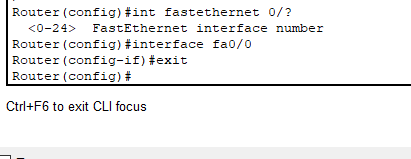 Router(config)#int fastethernet 0/?
<0-24> FastEthernet interface number
Router(config)#interface fa0/0
Router(config-if)#exit
Router(config)#
Ctrl+F6 to exit CLI focus